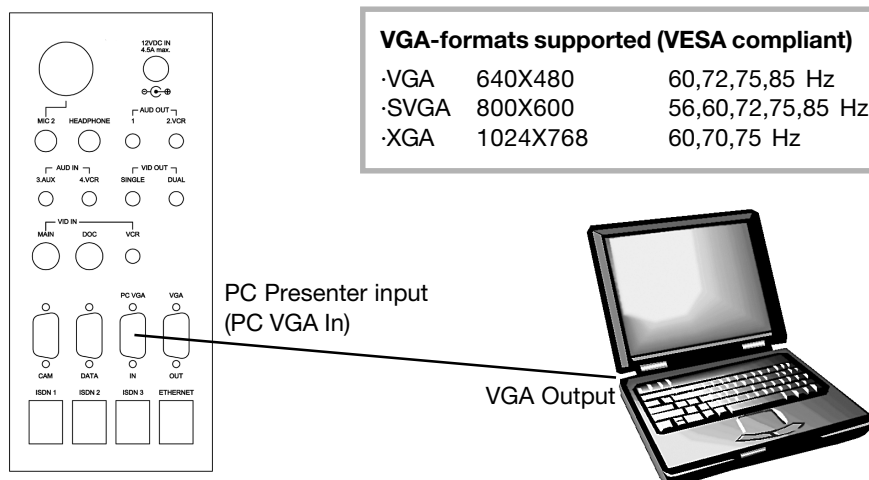 12VDC IN
4.5A max.
MIC 2 HEADPHONE
AUD OUT
1 2.VCR
AUD IN VID OUT
3.AUX 4.VCR SINGLE DUAL
VID IN
MAIN DOC VCR
PC VGA VGA
CAM DATA IN OUT
ISDN 1 ISDN 2 ISDN 3 ETHERNET
VGA-formats supported (VESA compliant)
·VGA 640X480 60,72,75,85 Hz
·SVGA 800X600 56,60,72,75,85 Hz
·XGA 1024X768 60,70,75 Hz
PC Presenter input
(PC VGA In)
VGA Output